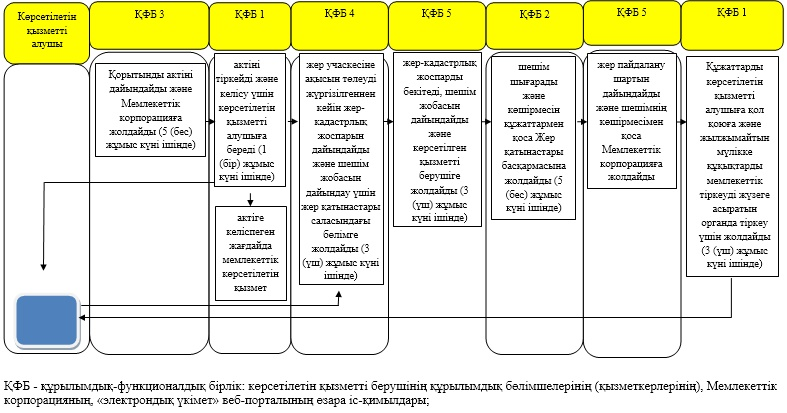 Көрсетілетін
қызметті
алушы
ҚФБ 3
ҚФБ 1
ҚФБ 4
ҚФБ 5
ҚФБ 2
ҚФБ 5
ҚФБ 1
Қорытынды актіні
дайындайды және
Мемлекеттік
корпорацияға
жолдайды (5 (бес)
жұмыс күні ішінде)
актіні
тіркейді және
келісу үшін
көрсетілетін
қызметті
алушыға
береді (1
(бір) жұмыс
күні ішінде)
актіге
келіспеген
жағдайда
мемлекеттік
көрсетілетін
қызмет
жер учаскесіне
ақысын төлеуді
жүргізілгеннен
кейін жер-
кадастрлық
жоспарын
дайындайды
және шешім
жобасын
дайындау үшін
жер қатынастары
саласындағы
бөлімге
жолдайды (3
(үш) жұмыс күні
ішінде)
жер-кадастрлық
жоспарды
бекітеді, шешім
жобасын
дайындайды
және
көрсетілген
қызметті
берушіге
жолдайды (3
(үш) жұмыс
күні ішінде)
шешім
шығарады
және
көшірмесін
құжаттармен
қоса Жер
қатынастары
басқармасына
жолдайды (5
(бес) жұмыс
күні ішінде)
жер пайдалану
шартын
дайындайды
және шешімнің
көшірмесімен
қоса
Мемлекеттік
корпорацияға
жолдайды
Құжаттарды
көрсетілетін
қызметті
алушыға қол
қоюға және
жылжымайтын
мүлікке
құқықтарды
мемлекеттік
тіркеуді жүзеге
асыратын
органда тіркеу
үшін жолдайды
(3 (үш) жұмыс
күні ішінде)
ҚФБ - құрылымдық-функционалдық бірлік: көрсетілетін қызметті берушінің құрылымдық бөлімшелерінің (қызметкерлерінің), Мемлекеттік
корпорацияның, «электрондық үкімет» веб-порталының өзара іс-қимылдары;